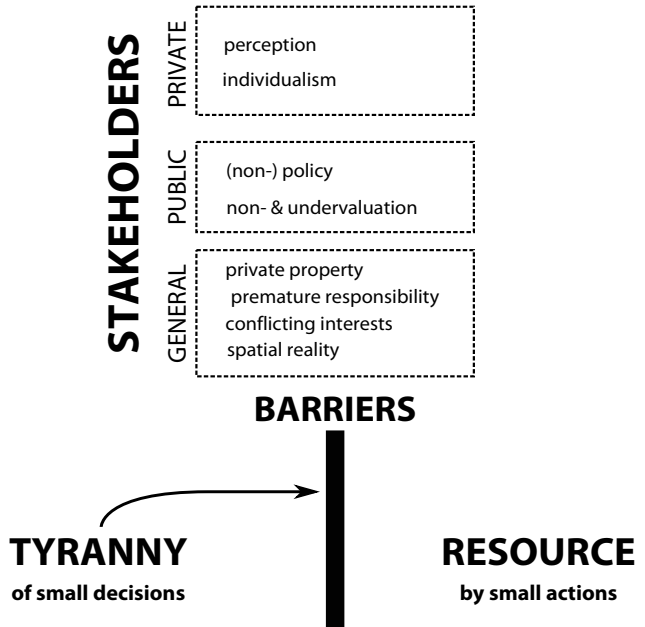 STAKEHOLDERS
PRIVATE
perception
individualism
PUBLIC
(non-) policy
non- & undervaluation
GENERAL
private property
premature responsibility
conflicting interests
spatial reality
BARRIERS
TYRANNY
of small decisions
RESOURCE
by small actions